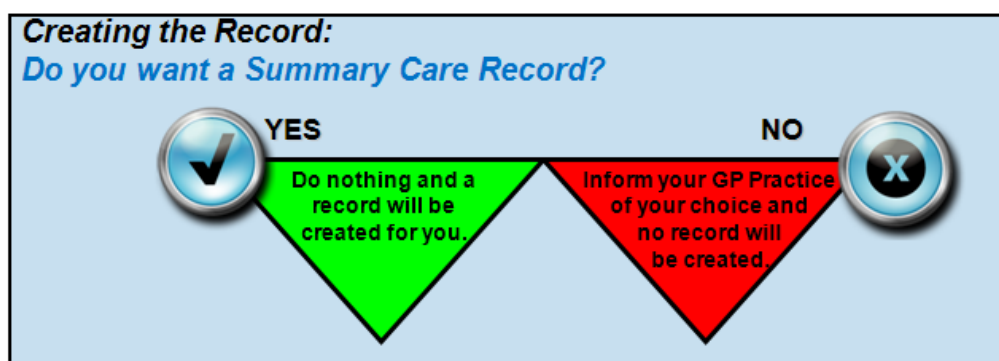 Creating the Record:
Do you want a Summary Care Record?
YES
Do nothing and a
record will be
created for you.
NO
X
Inform your GP Practice
of your choice and
no record will
be created.